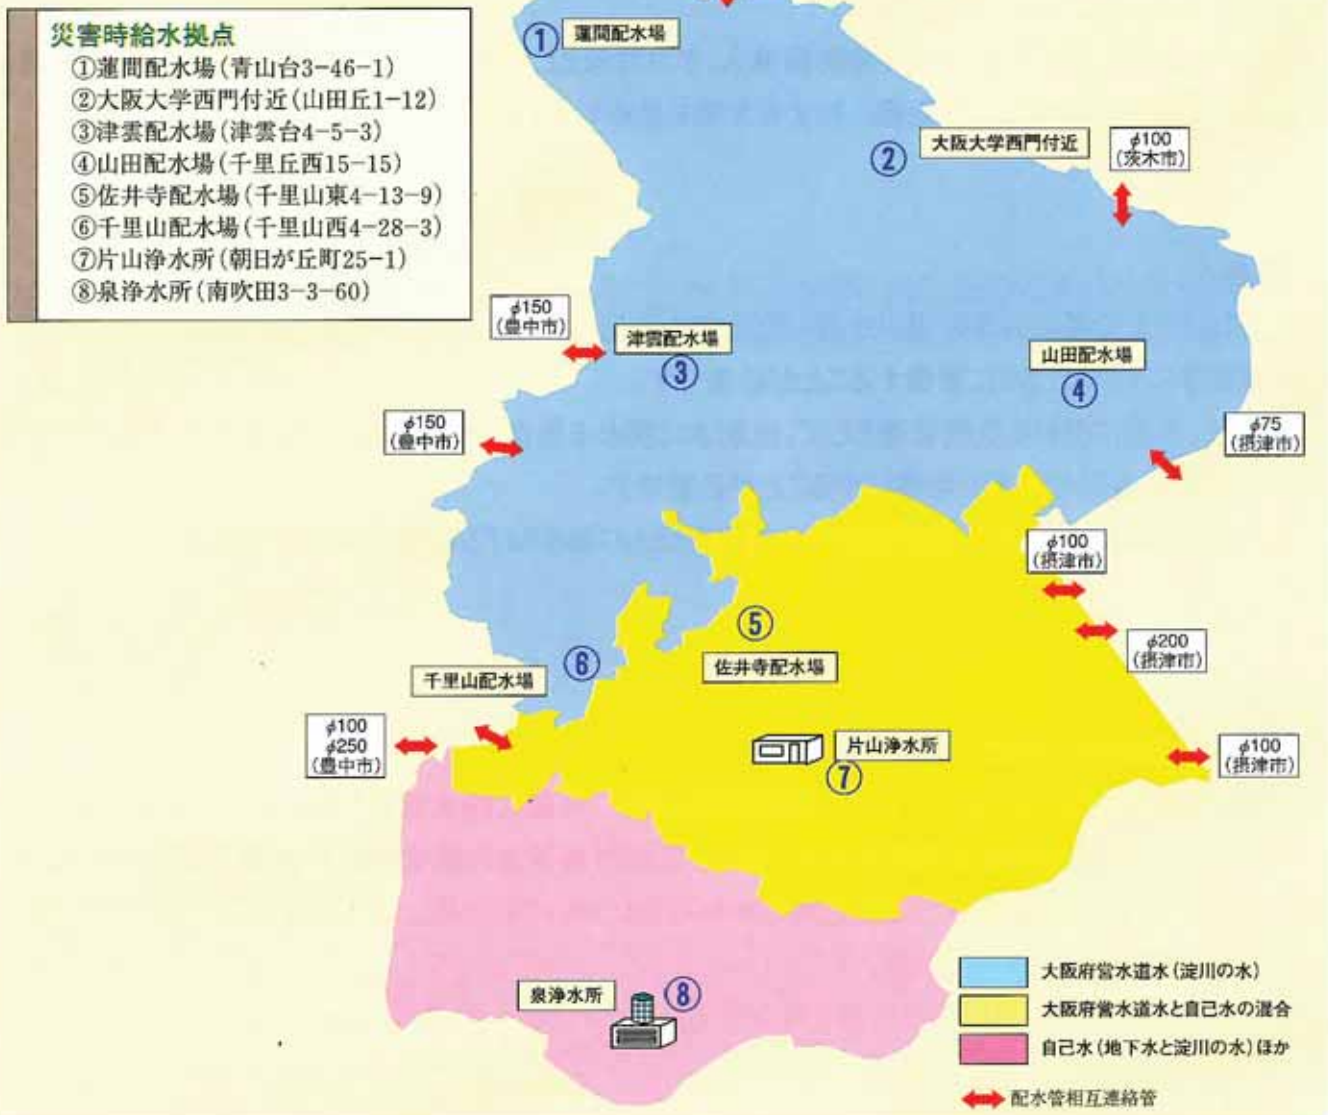 災害時給水拠点
①蓮間配水場(青山台3-46-1)
②大阪大学西門付近(山田丘1-12)
③津雲配水場(津雲台4-5-3)
④山田配水場(千里丘西15-15)
⑤佐井寺配水場(千里山東4-13-9)
⑥千里山配水場(千里山西4-28-3)
⑦片山浄水所(朝日が丘町25-1)
⑧泉浄水所(南吹田3-3-60)
① 蓮間配水場
② 大阪大学西門付近
φ100
(茨木市)
φ150
(豊中市)
津雲配水場
③
山田配水場
④
φ150
(豊中市)
φ75
(摂津市)
φ100
(摂津市)
⑤
佐井寺配水場
φ200
(摂津市)
⑥
千里山配水場
φ100
φ250
(豊中市)
片山浄水所
⑦
φ100
(摂津市)
泉浄水所
⑧
大阪府営水道水(淀川の水)
大阪府営水道水と自己水の混合
自己水(地下水と淀川の水)ほか
配水管相互連絡管